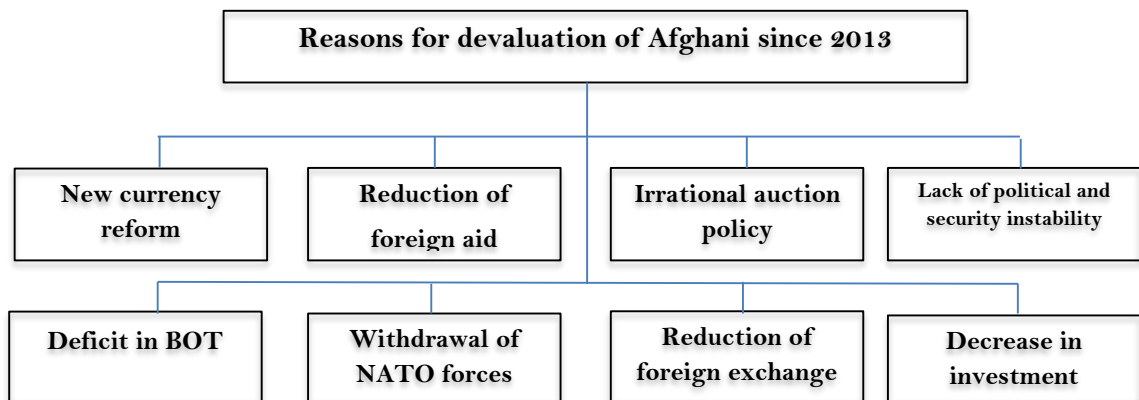 Reasons for devaluation of Afghani since 2013
New currency
reform
Reduction of
foreign aid
Irrational auction
policy
Lack of political and
security instability
Deficit in BOT
Withdrawal of
NATO forces
Reduction of
foreign exchange
Decrease in
investment